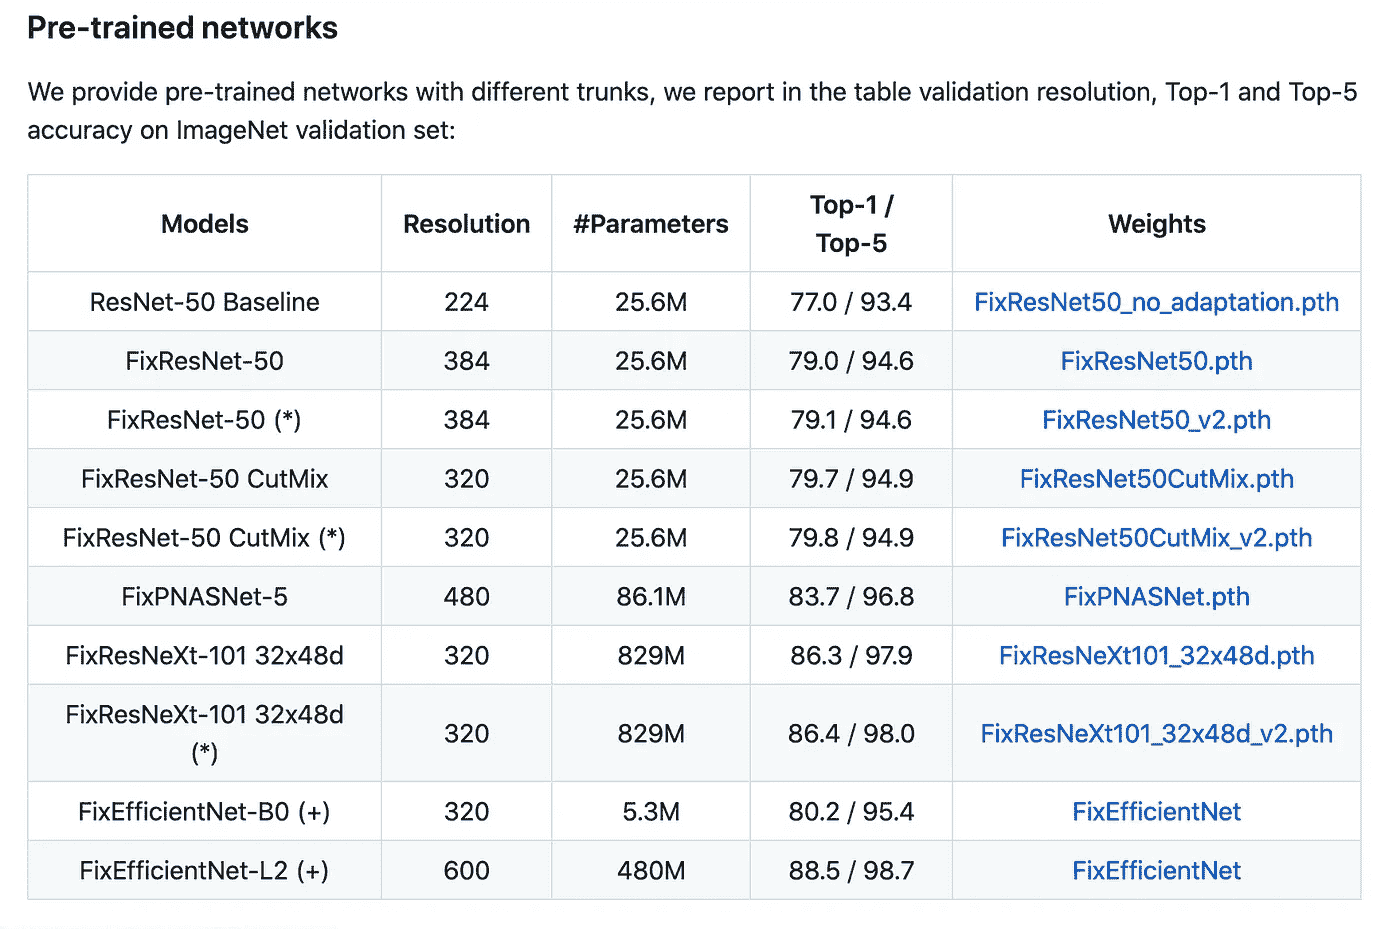 Pre-trained networks
We provide pre-trained networks with different trunks, we report in the table validation resolution, Top-1 and Top-5
accuracy on ImageNet validation set:
Models Resolution #Parameters Top-1 / Top-5 Weights
ResNet-50 Baseline 224 25.6M 77.0 / 93.4 FixResNet50_no_adaptation.pth
FixResNet-50 384 25.6M 79.0 / 94.6 FixResNet50.pth
FixResNet-50 (*) 384 25.6M 79.1 / 94.6 FixResNet50_v2.pth
FixResNet-50 CutMix 320 25.6M 79.7 / 94.9 FixResNet50CutMix.pth
FixResNet-50 CutMix (*) 320 25.6M 79.8 / 94.9 FixResNet50CutMix_v2.pth
FixPNASNet-5 480 86.1M 83.7 / 96.8 FixPNASNet.pth
FixResNeXt-101 32x48d 320 829M 86.3 / 97.9 FixResNeXt101_32x48d.pth
FixResNeXt-101 32x48d (*) 320 829M 86.4 / 98.0 FixResNeXt101_32x48d_v2.pth
FixEfficientNet-B0 (+) 320 5.3M 80.2 / 95.4 FixEfficientNet
FixEfficientNet-L2 (+) 600 480M 88.5 / 98.7 FixEfficientNet